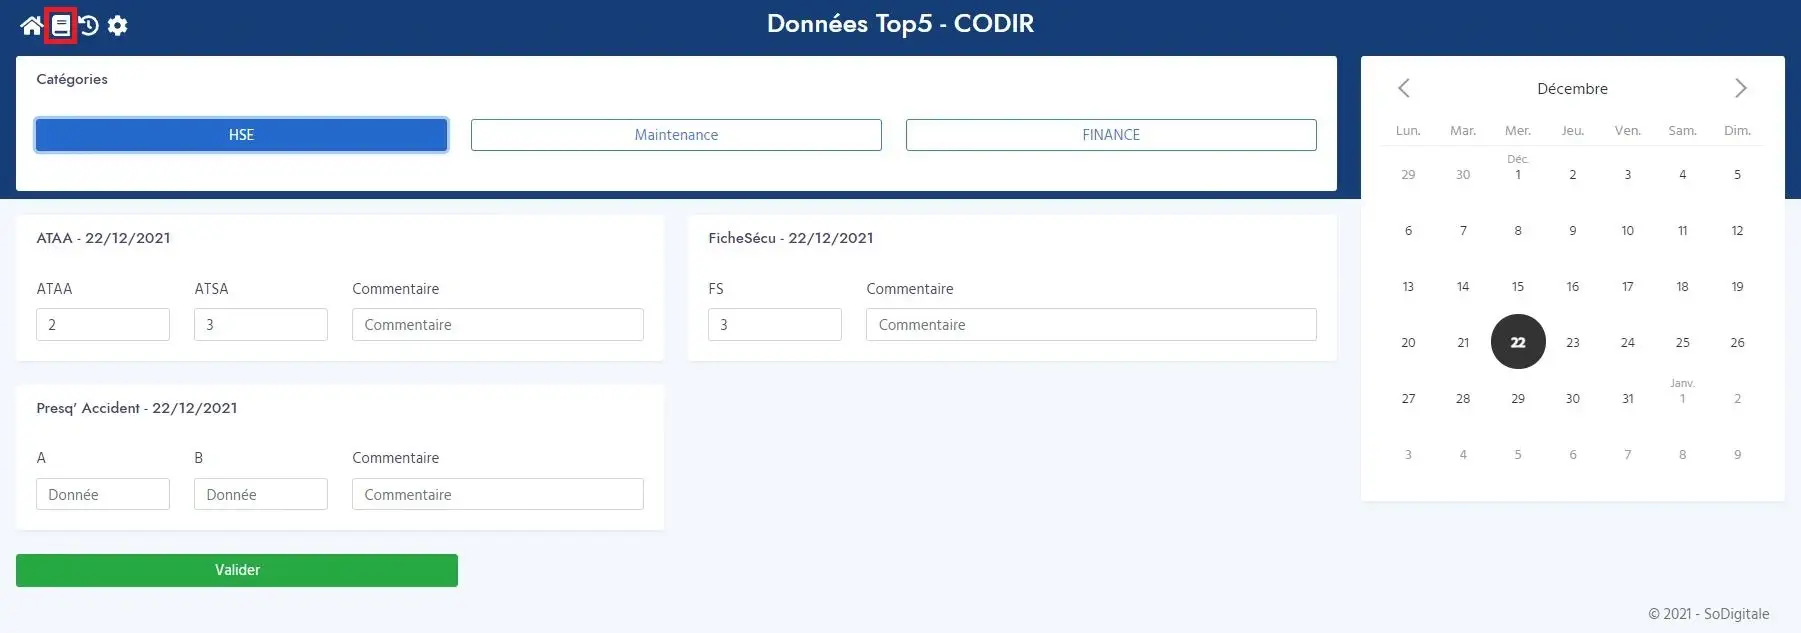 Données Top5 - CODIR
Catégories
HSE
Maintenance
FINANCE
ATAA - 22/12/2021
ATAA
ATSA
Commentaire
2
3
Commentaire
FicheSécu - 22/12/2021
FS
Commentaire
3
Commentaire
Presq' Accident - 22/12/2021
A
B
Commentaire
Donnée
Donnée
Commentaire
Valider
Décembre
Lun. Mar. Mer. Jeu. Ven. Sam. Dim.
Déc.
29 30 1 2 3 4 5
6 7 8 9 10 11 12
13 14 15 16 17 18 19
20 21 22 23 24 25 26
Janv.
27 28 29 30 31 1 2
3 4 5 6 7 8 9
© 2021 - SoDigitale